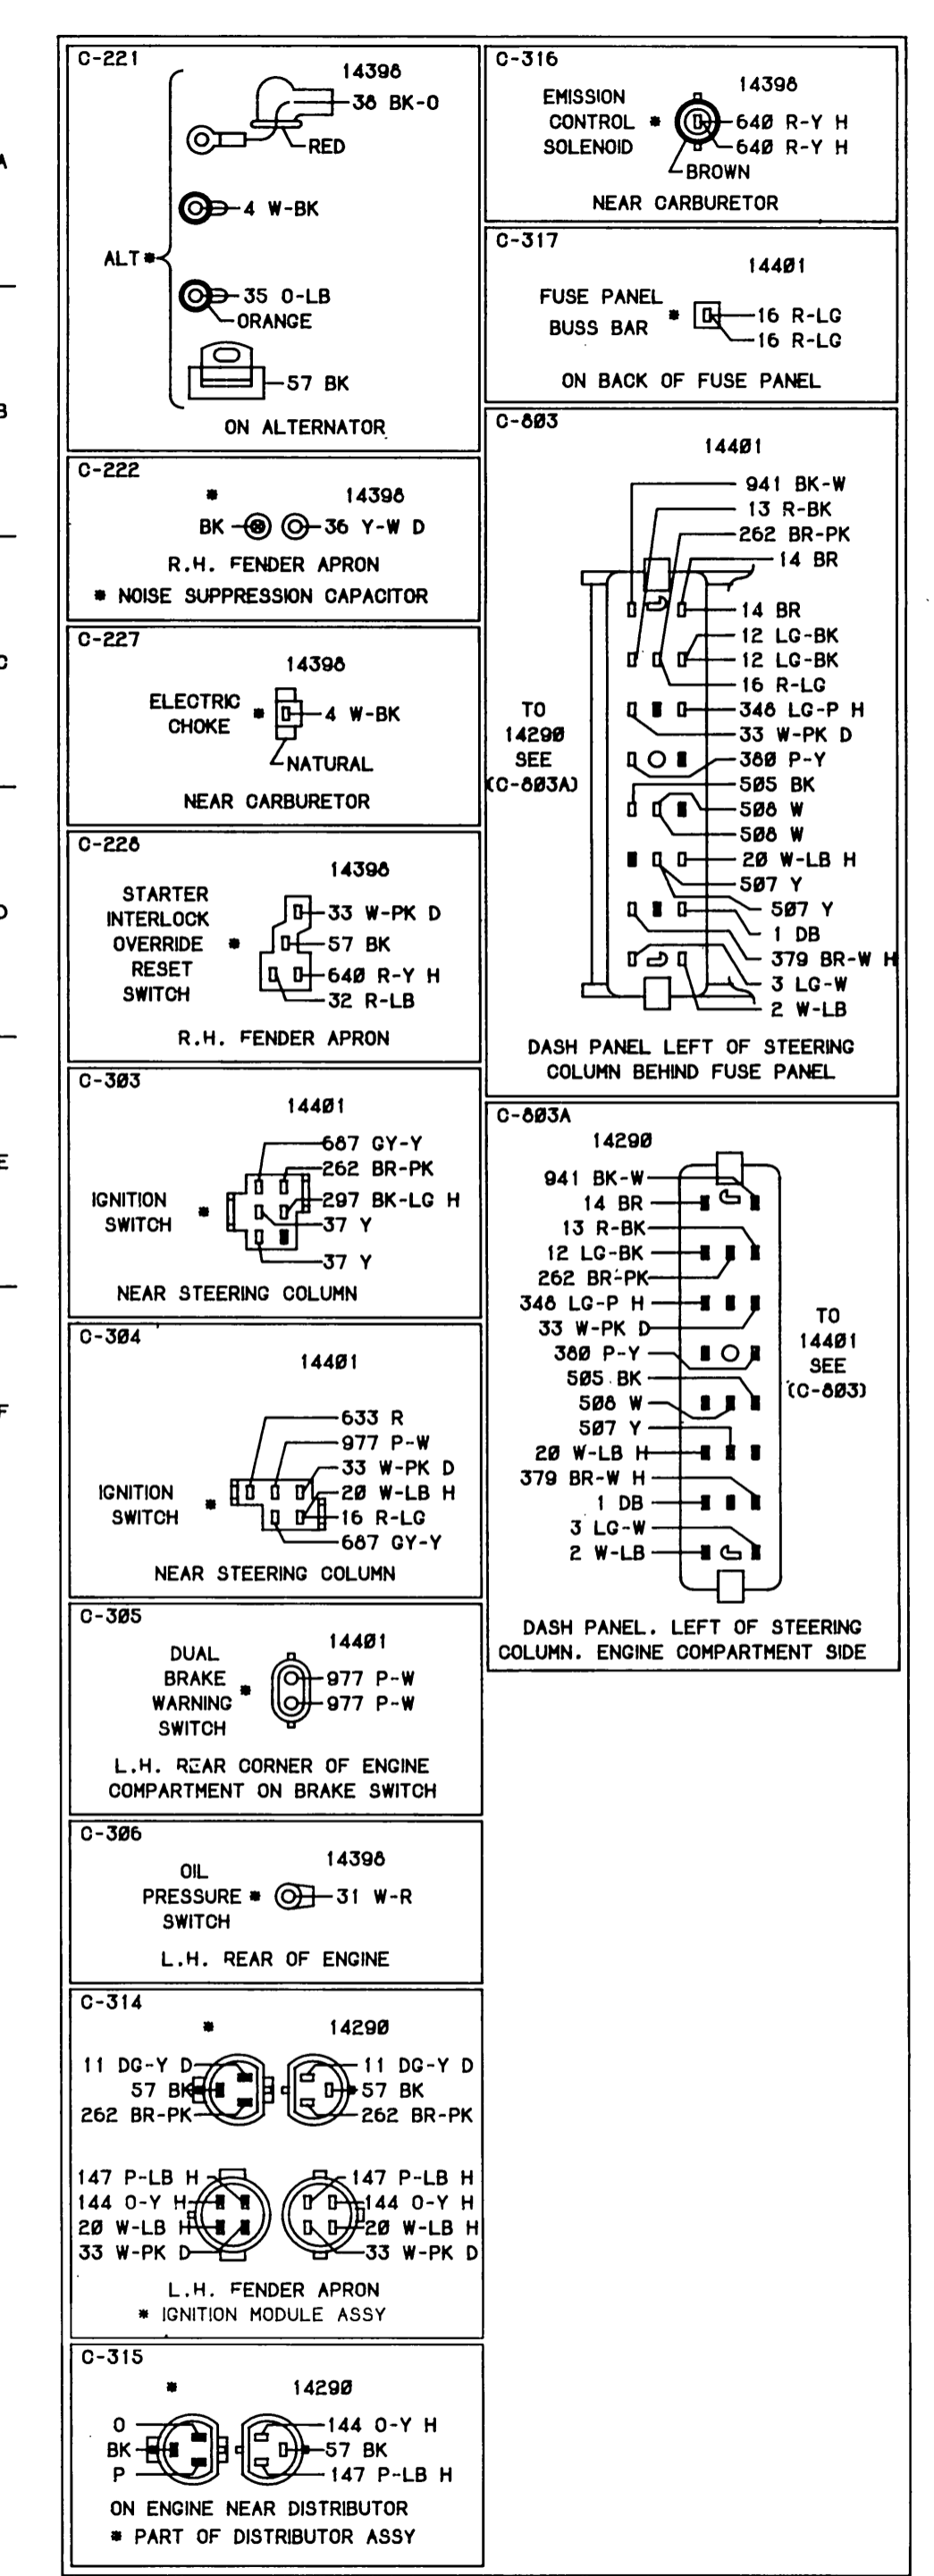 A
B
C
D
E
F
C-221
14398
38 BK-O
RED
4 W-BK
ALT *
35 O-LB
ORANGE
57 BK
ON ALTERNATOR
C-222
* 14398
BK 36 Y-W D
R.H. FENDER APRON
* NOISE SUPPRESSION CAPACITOR
C-227
14398
ELECTRIC
CHOKE * 4 W-BK
NATURAL
NEAR CARBURETOR
C-228
14398
STARTER
INTERLOCK
OVERRIDE *
RESET
SWITCH
33 W-PK D
57 BK
640 R-Y H
32 R-LB
R.H. FENDER APRON
C-303
14401
687 GY-Y
262 BR-PK
297 BK-LG H
37 Y
37 Y
IGNITION
SWITCH *
NEAR STEERING COLUMN
C-304
14401
633 R
977 P-W
33 W-PK D
20 W-LB H
16 R-LG
687 GY-Y
IGNITION
SWITCH *
NEAR STEERING COLUMN
C-305
14401
DUAL
BRAKE
WARNING *
SWITCH
977 P-W
977 P-W
L.H. REAR CORNER OF ENGINE
COMPARTMENT ON BRAKE SWITCH
C-306
14398
OIL
PRESSURE * 31 W-R
SWITCH
L.H. REAR OF ENGINE
C-314
* 14290
11 DG-Y D 11 DG-Y D
57 BK 57 BK
262 BR-PK 262 BR-PK
147 P-LB H 147 P-LB H
144 O-Y H 144 O-Y H
20 W-LB H 20 W-LB H
33 W-PK D 33 W-PK D
L.H. FENDER APRON
* IGNITION MODULE ASSY
C-315
* 14290
O 144 O-Y H
BK 57 BK
P 147 P-LB H
ON ENGINE NEAR DISTRIBUTOR
* PART OF DISTRIBUTOR ASSY
C-316
14398
EMISSION
CONTROL *
SOLENOID
640 R-Y H
640 R-Y H
BROWN
NEAR CARBURETOR
C-317
14401
FUSE PANEL
BUSS BAR *
16 R-LG
16 R-LG
ON BACK OF FUSE PANEL
C-803
14401
941 BK-W
13 R-BK
262 BR-PK
14 BR
14 BR
12 LG-BK
12 LG-BK
16 R-LG
348 LG-P H
33 W-PK D
380 P-Y
505 BK
508 W
508 W
20 W-LB H
507 Y
507 Y
1 DB
379 BR-W H
3 LG-W
2 W-LB
TO
14290
SEE
(C-803A)
DASH PANEL LEFT OF STEERING
COLUMN BEHIND FUSE PANEL
C-803A
14290
941 BK-W
14 BR
13 R-BK
12 LG-BK
262 BR-PK
348 LG-P H
33 W-PK D
380 P-Y
505 BK
508 W
507 Y
20 W-LB H
379 BR-W H
1 DB
3 LG-W
2 W-LB
TO
14401
SEE
(C-803)
DASH PANEL. LEFT OF STEERING
COLUMN. ENGINE COMPARTMENT SIDE